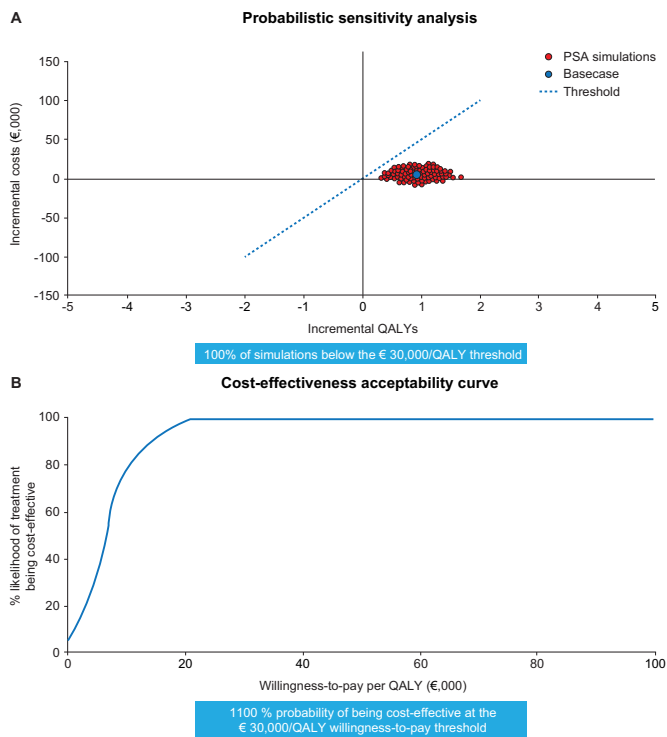 A
Probabilistic sensitivity analysis
PSA simulations
Basecase
Threshold
Incremental costs (€,000)
150
100
50
0
-50
-100
-150
-5
-4
-3
-2
-1
0
1
2
3
4
5
Incremental QALYs
100% of simulations below the € 30,000/QALY threshold
B
Cost-effectiveness acceptability curve
% likelihood of treatment
being cost-effective
100
80
60
40
20
0
0
20
40
60
80
100
Willingness-to-pay per QALY (€,000)
1100 % probability of being cost-effective at the
€ 30,000/QALY willingness-to-pay threshold